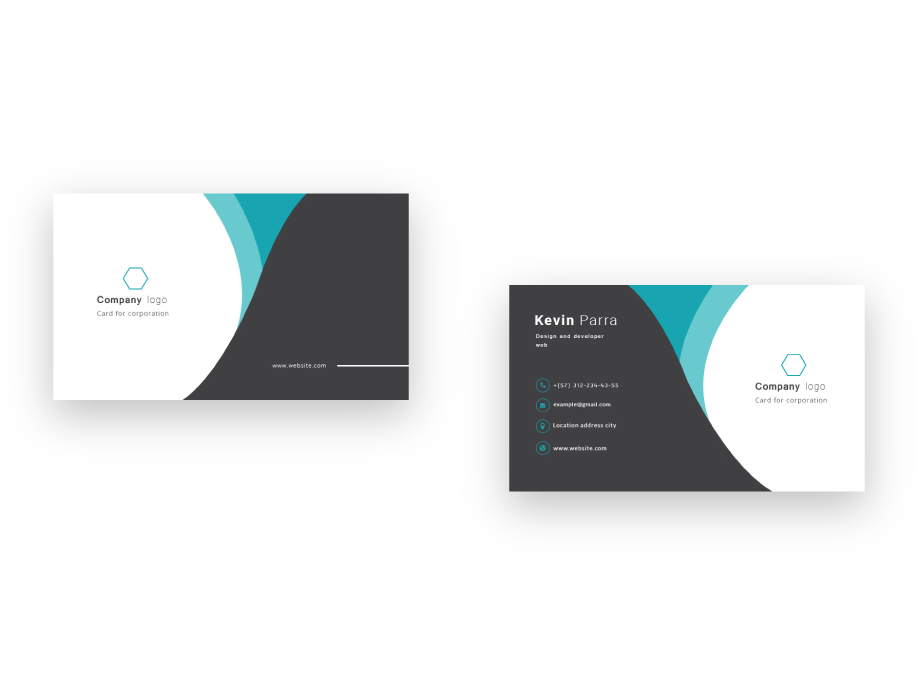 Company logo
Card for corporation
www.website.com
Kevin Parra
Design and developer
web
+(57) 312-234-43-55
example@gmail.com
Location address city
www.website.com
Company logo
Card for corporation